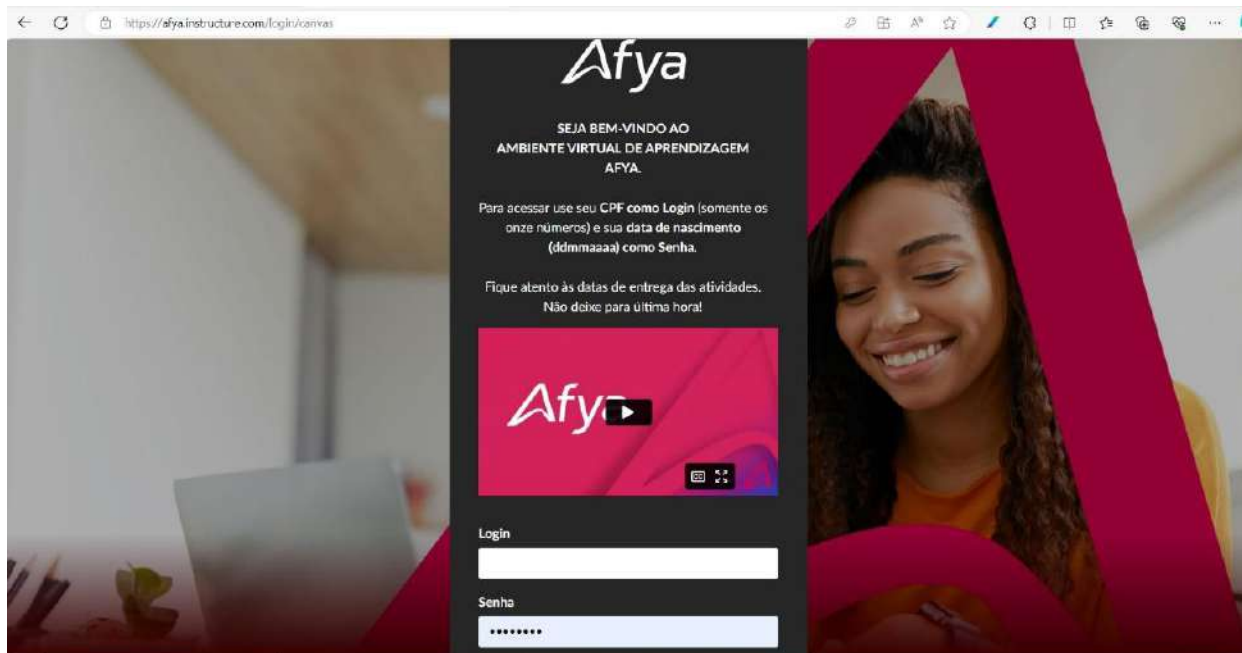 https://afya.instructure.com/login/canvas
Afya
SEJA BEM-VINDO AO
AMBIENTE VIRTUAL DE APRENDIZAGEM
AFYA.
Para acessar use seu CPF como Login (somente os
onze números) e sua data de nascimento
(ddmmaaaa) como Senha.
Fique atento às datas de entrega das atividades.
Não deixe para última hora!
Afya
Login
Senha